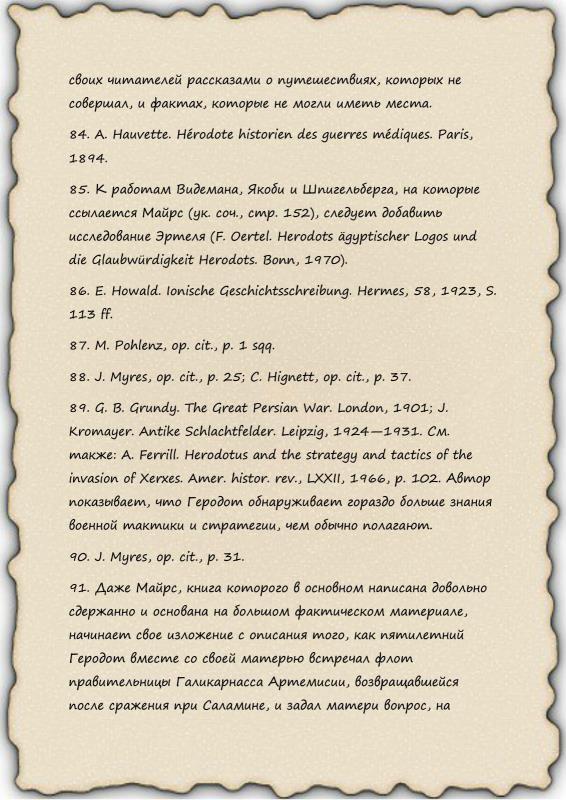 своих читателей рассказами о путешествиях, которых не
совершал, и фактах, которые не могли иметь места.
84. A. Hauvette. Hérodote historien des guerres médiques. Paris,
1894.
85. К работам Видемана, Якоби и Шпигельберга, на которые
ссылается Майрс (ук. соч., стр. 152), следует добавить
исследование Эртеля (F. Oertel. Herodots ägyptischer Logos und
die Glaubwürdigkeit Herodots. Bonn, 1970).
86. E. Howald. Ionische Geschichtsschreibung. Hermes, 58, 1923, S.
113 ff.
87. M. Pohlenz, op. cit., p. 1 sqq.
88. J. Myres, op. cit., p. 25; C. Hignett, op. cit., p. 37.
89. G. B. Grundy. The Great Persian War. London, 1901; J.
Kromayer. Antike Schlachtfelder. Leipzig, 1924—1931. См.
также: A. Ferrill. Herodotus and the strategy and tactics of the
invasion of Xerxes. Amer. histor. rev., LXXII, 1966, p. 102. Автор
показывает, что Геродот обнаруживает гораздо больше знания
военной тактики и стратегии, чем обычно полагают.
90. J. Myres, op. cit., p. 31.
91. Даже Майрс, книга которого в основном написана довольно
сдержанно и основана на большом фактическом материале,
начинает свое изложение с описания того, как пятилетний
Геродот вместе со своей матерью встречал флот
правительницы Галикарнасса Артемисии, возвращавшейся
после сражения при Саламине, и задал матери вопрос, на